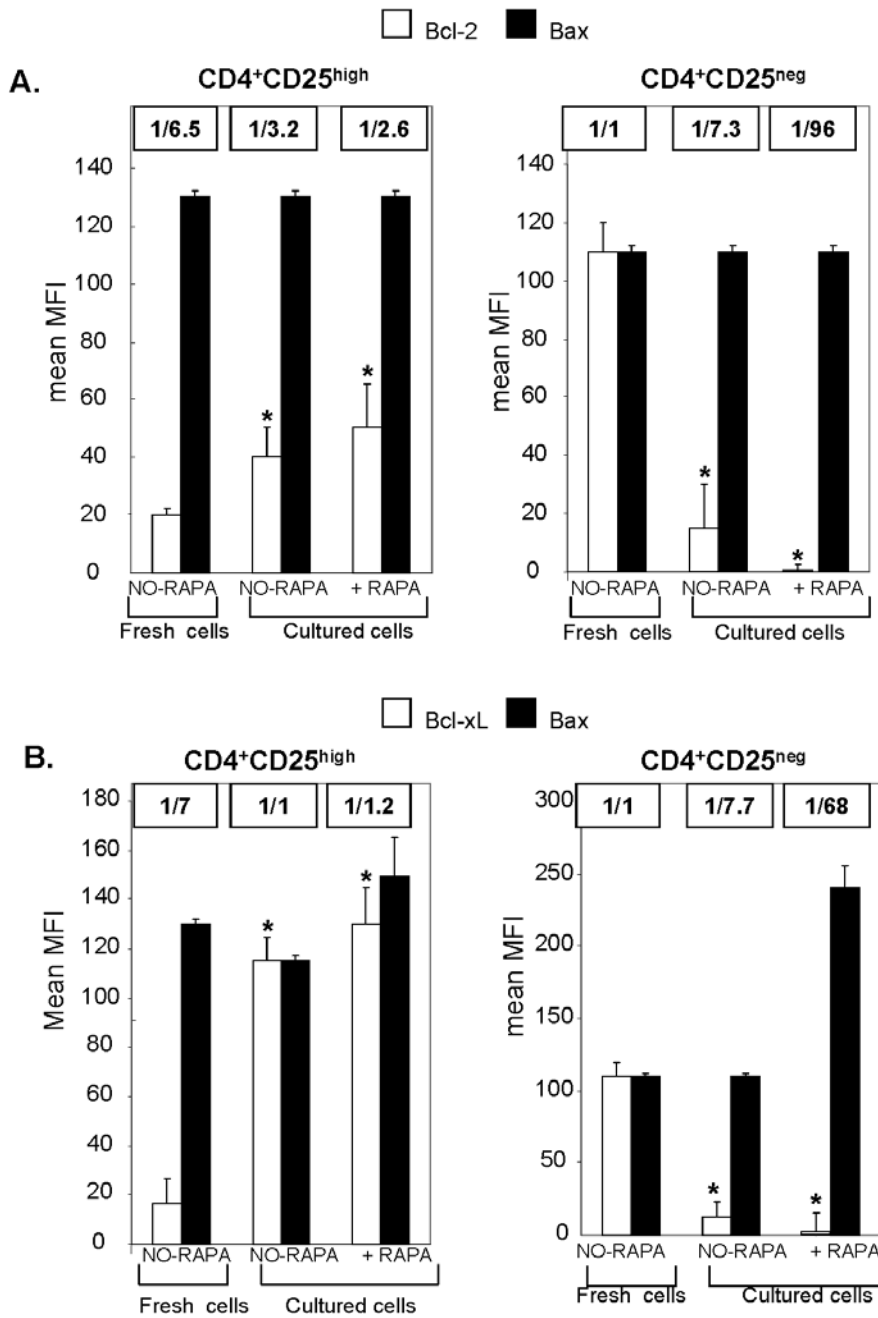 Bcl-2 Bax
A.
CD4⁺CD25ʰⁱᵍʰ
1/6.5 1/3.2 1/2.6
140
120
100
80
60
40
20
0
mean MFI
*
*
NO-RAPA NO-RAPA + RAPA
Fresh cells Cultured cells
CD4⁺CD25ⁿᵉᵍ
1/1 1/7.3 1/96
140
120
100
80
60
40
20
0
mean MFI
*
*
NO-RAPA NO-RAPA + RAPA
Fresh cells Cultured cells
Bcl-xL Bax
B.
CD4⁺CD25ʰⁱᵍʰ
1/7 1/1 1/1.2
180
160
140
120
100
80
60
40
20
0
Mean MFI
*
*
NO-RAPA NO-RAPA + RAPA
Fresh cells Cultured cells
CD4⁺CD25ⁿᵉᵍ
1/1 1/7.7 1/68
300
250
200
150
100
50
0
mean MFI
*
*
NO-RAPA NO-RAPA + RAPA
Fresh cells Cultured cells